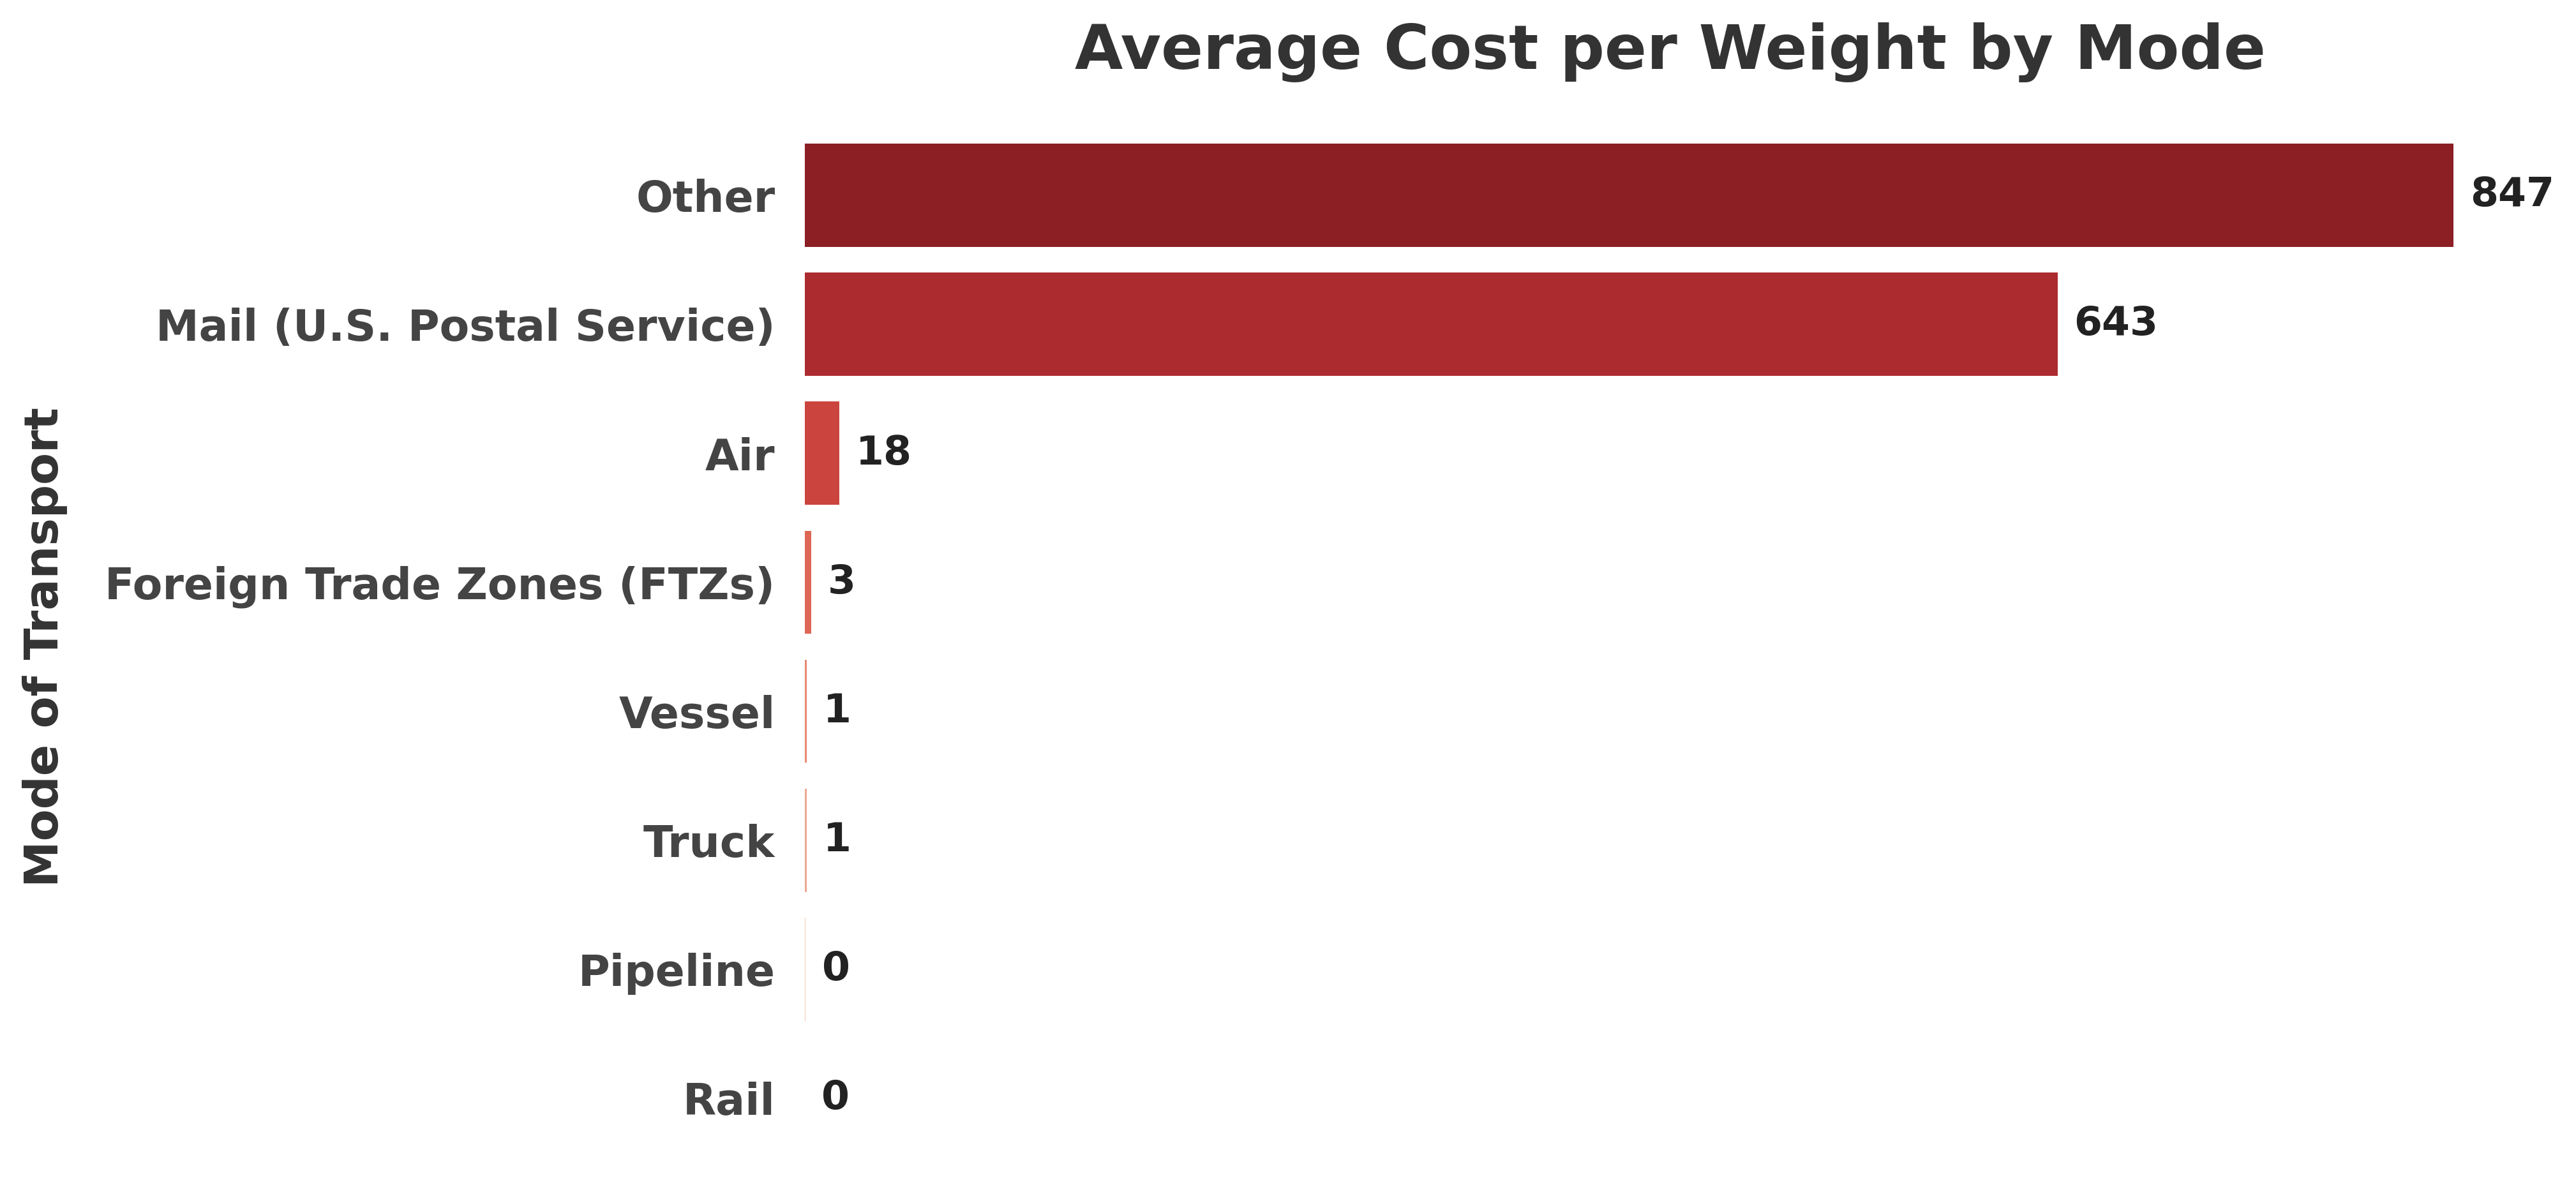 Average Cost per Weight by Mode
Mode of Transport
Other 847
Mail (U.S. Postal Service) 643
Air 18
Foreign Trade Zones (FTZs) 3
Vessel 1
Truck 1
Pipeline 0
Rail 0